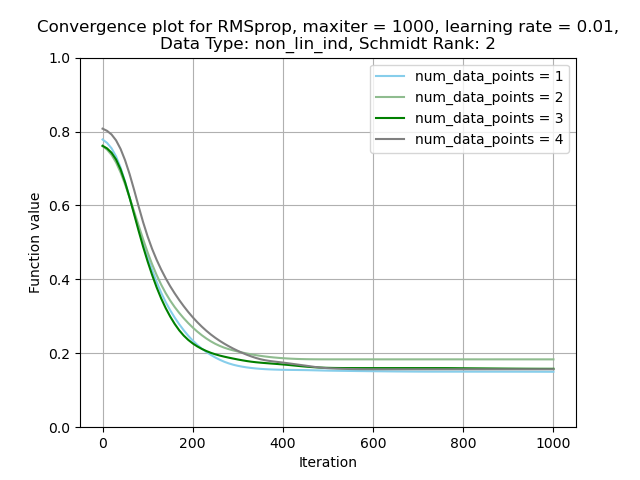 Convergence plot for RMSprop, maxiter = 1000, learning rate = 0.01,
Data Type: non_lin_ind, Schmidt Rank: 2
num_data_points = 1
num_data_points = 2
num_data_points = 3
num_data_points = 4
Function value
1.0
0.8
0.6
0.4
0.2
0.0
0
200
400
600
800
1000
Iteration